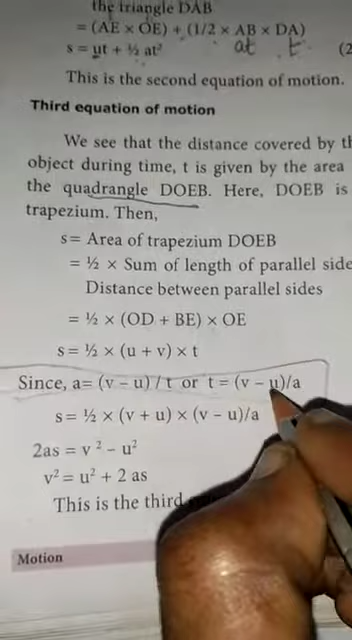 the triangle DAB
= (AE × OE) + (1/2 × AB × DA)
at t
s = ut + ½ at² (2
This is the second equation of motion.
Third equation of motion
We see that the distance covered by th
object during time, t is given by the area
the quadrangle DOEB. Here, DOEB is
trapezium. Then,
s = Area of trapezium DOEB
= ½ × Sum of length of parallel side
Distance between parallel sides
= ½ × (OD + BE) × OE
s = ½ × (u + v) × t
Since, a= (v – u) / t or t = (v – u)/a
s= ½ × (v + u) × (v – u)/a
2as = v ² – u²
v² = u² + 2 as
This is the third
Motion